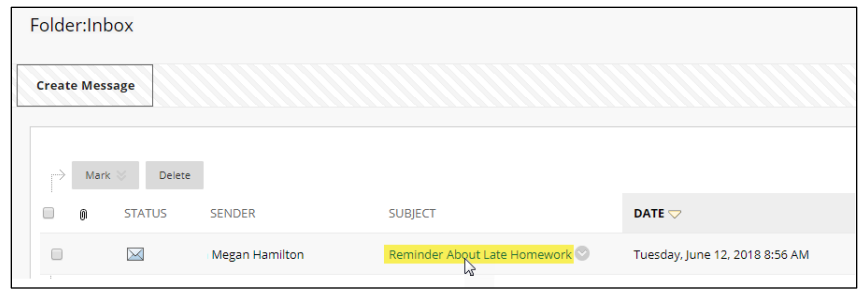 Folder:Inbox
Create Message
Mark Delete
STATUS SENDER SUBJECT DATE
Megan Hamilton Reminder About Late Homework Tuesday, June 12, 2018 8:56 AM